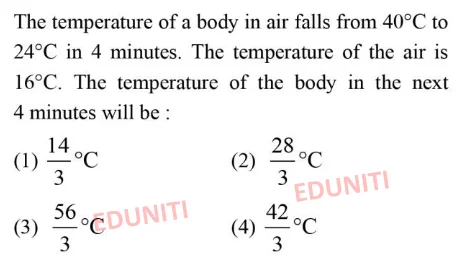 The temperature of a body in air falls from 40°C to
24°C in 4 minutes. The temperature of the air is
16°C. The temperature of the body in the next
4 minutes will be :
(1) 14/3 °C (2) 28/3 °C
EDUNITI
(3) 56/3 °C (4) 42/3 °C
EDUNITI